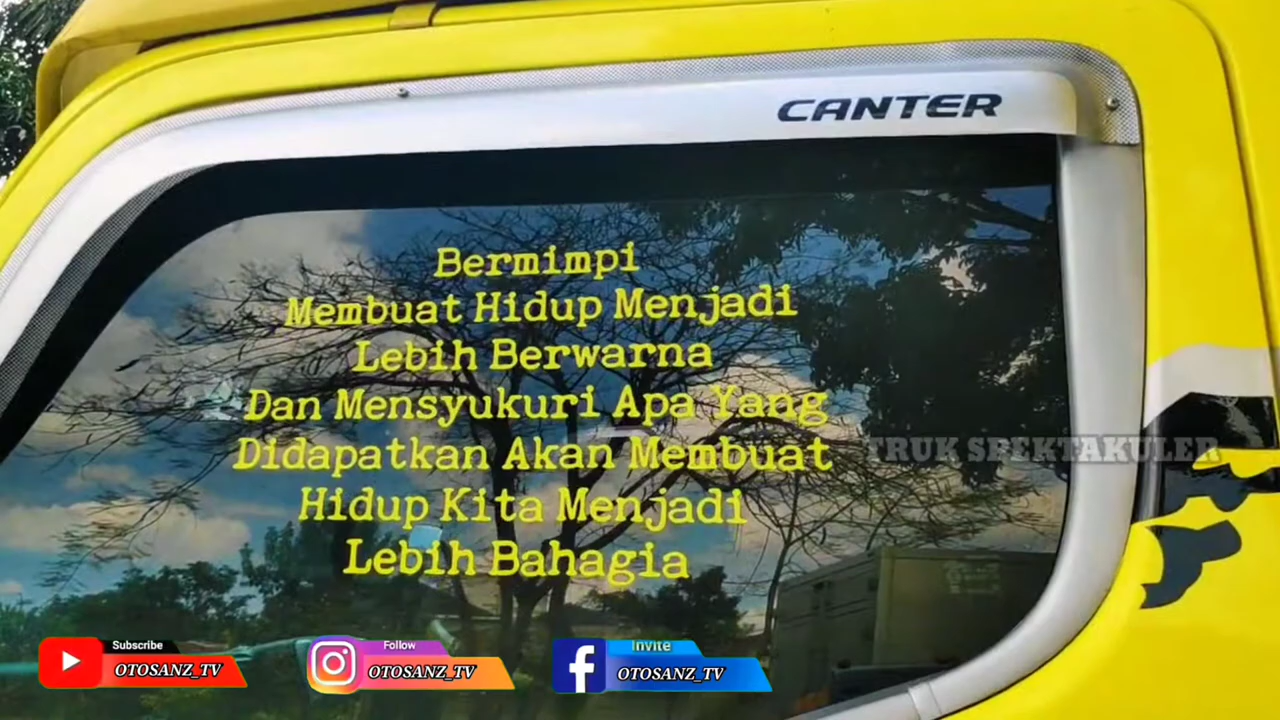 CANTER
Bermimpi
Membuat Hidup Menjadi
Lebih Berwarna
Dan Mensyukuri Apa Yang
Didapatkan Akan Membuat
Hidup Kita Menjadi
Lebih Bahagia
TRUK SPEKTAKULER
Subscribe
OTOSANZ_TV
Follow
OTOSANZ_TV
Invite
OTOSANZ_TV